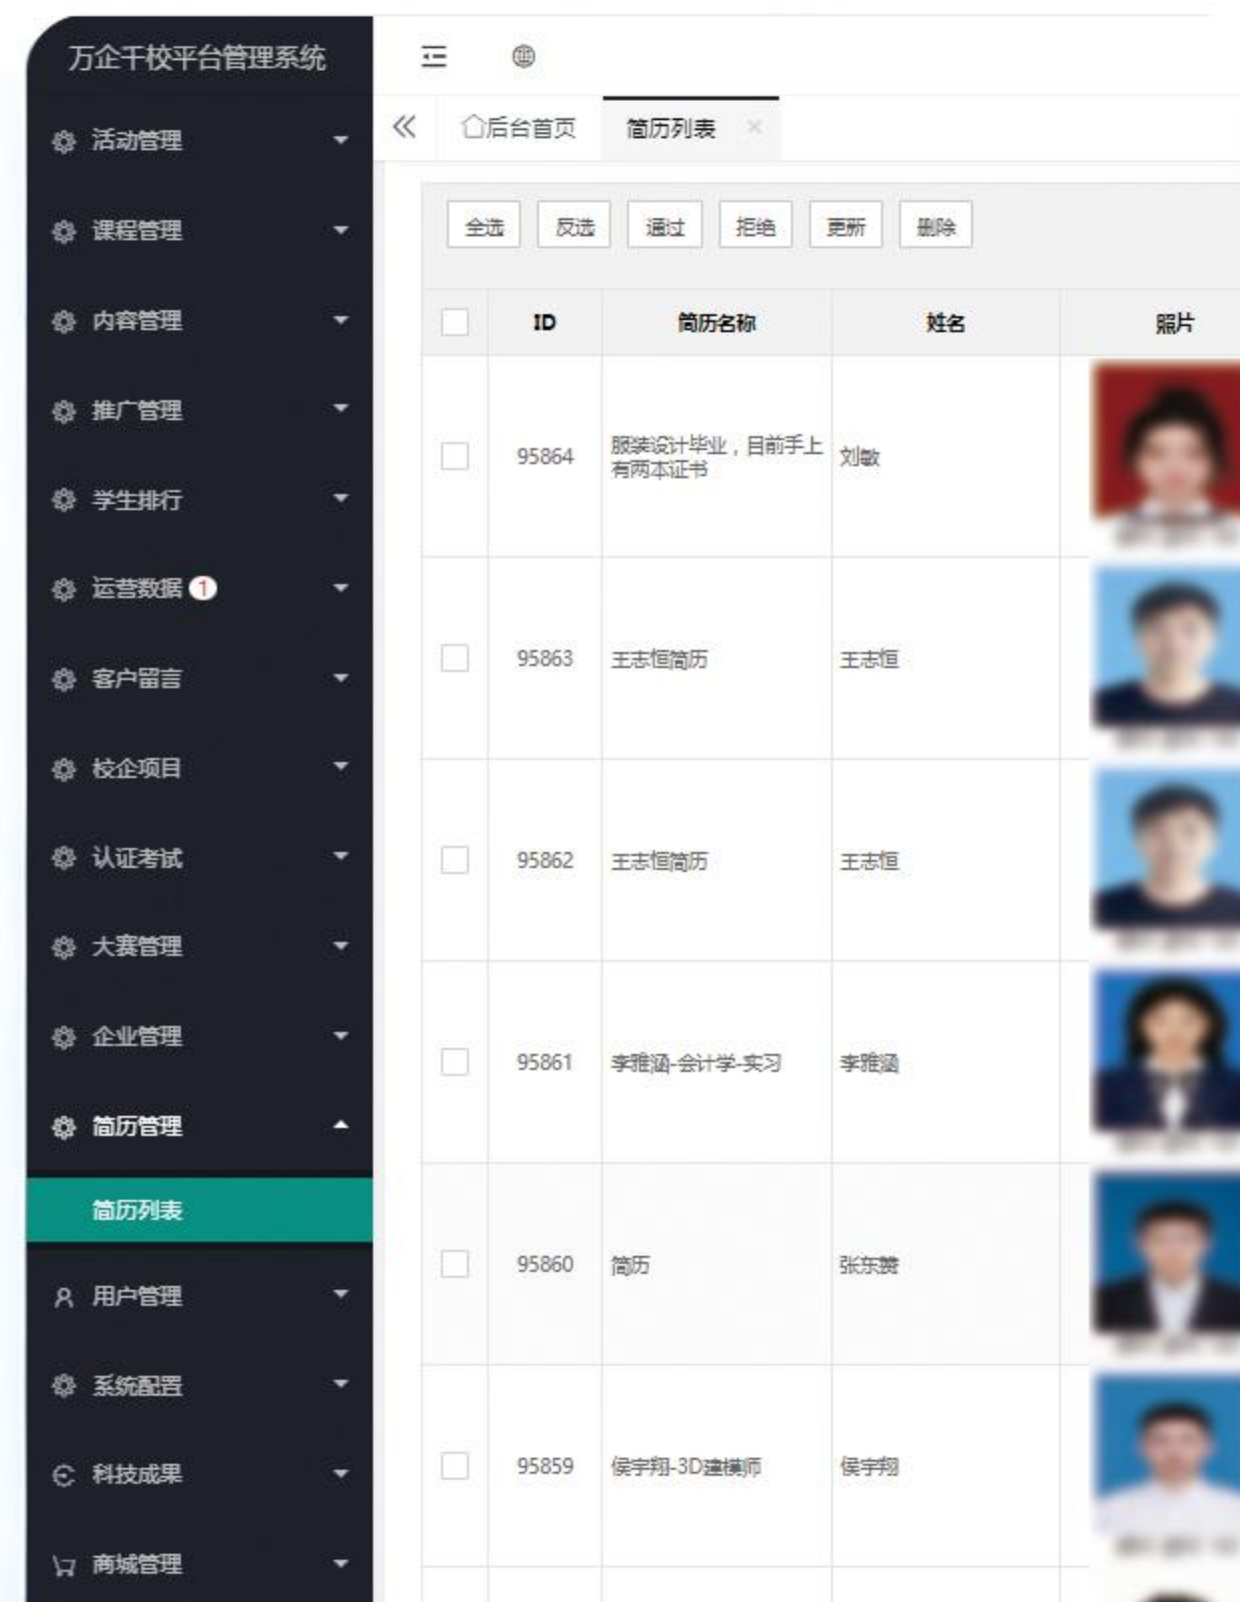 万企千校平台管理系统
活动管理
课程管理
内容管理
推广管理
学生排行
运营数据 1
客户留言
校企项目
认证考试
大赛管理
企业管理
简历管理
简历列表
用户管理
系统配置
科技成果
商城管理
后台首页
简历列表 ×
全选 反选 通过 拒绝 更新 删除
ID 简历名称 姓名 照片
95864 服装设计毕业，目前手上 刘敏
有两本证书
95863 王志恒简历 王志恒
95862 王志恒简历 王志恒
95861 李雅涵-会计学-实习 李雅涵
95860 简历 张东赞
95859 侯宇翔-3D建模师 侯宇翔